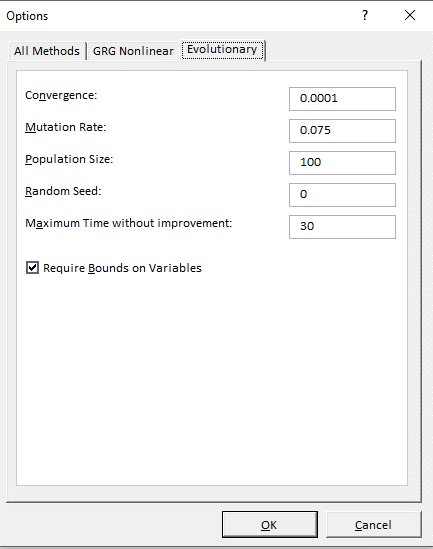 Options
?
All Methods GRG Nonlinear Evolutionary
Convergence: 0.0001
Mutation Rate: 0.075
Population Size: 100
Random Seed: 0
Maximum Time without improvement: 30
Require Bounds on Variables
OK Cancel